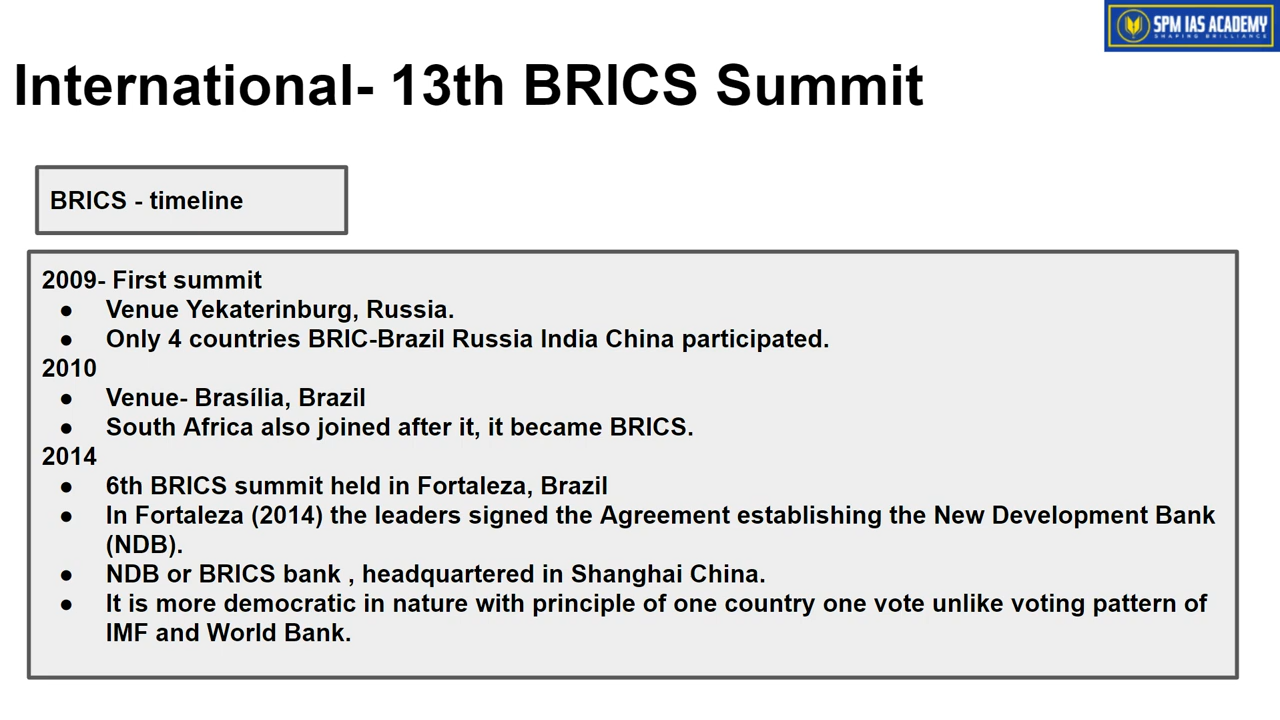 SPM IAS ACADEMY
SHAPING BRILLIANCE
International- 13th BRICS Summit
BRICS - timeline
2009- First summit
● Venue Yekaterinburg, Russia.
● Only 4 countries BRIC-Brazil Russia India China participated.
2010
● Venue- Brasília, Brazil
● South Africa also joined after it, it became BRICS.
2014
● 6th BRICS summit held in Fortaleza, Brazil
● In Fortaleza (2014) the leaders signed the Agreement establishing the New Development Bank
(NDB).
● NDB or BRICS bank , headquartered in Shanghai China.
● It is more democratic in nature with principle of one country one vote unlike voting pattern of
IMF and World Bank.